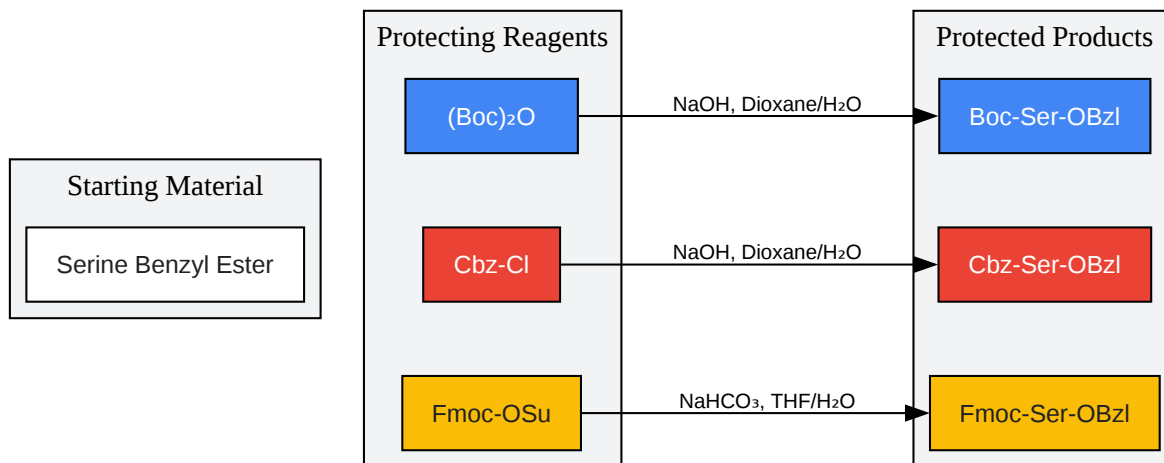 Starting Material
Serine Benzyl Ester
Protecting Reagents
(Boc)₂O
Cbz-Cl
Fmoc-OSu
NaOH, Dioxane/H₂O
NaOH, Dioxane/H₂O
NaHCO₃, THF/H₂O
Protected Products
Boc-Ser-OBzl
Cbz-Ser-OBzl
Fmoc-Ser-OBzl